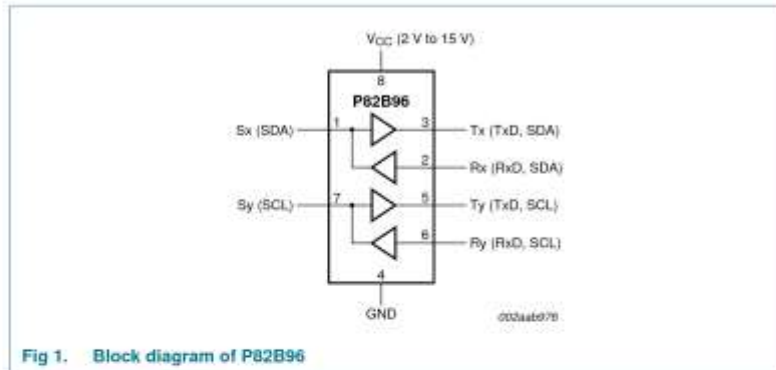 VCC (2 V to 15 V)
8
P82B96
Sx (SDA) 1 3 Tx (TxD, SDA)
2 Rx (RxD, SDA)
Sy (SCL) 7 5 Ty (TxD, SCL)
6 Ry (RxD, SCL)
4
GND
002aab976
Fig 1. Block diagram of P82B96